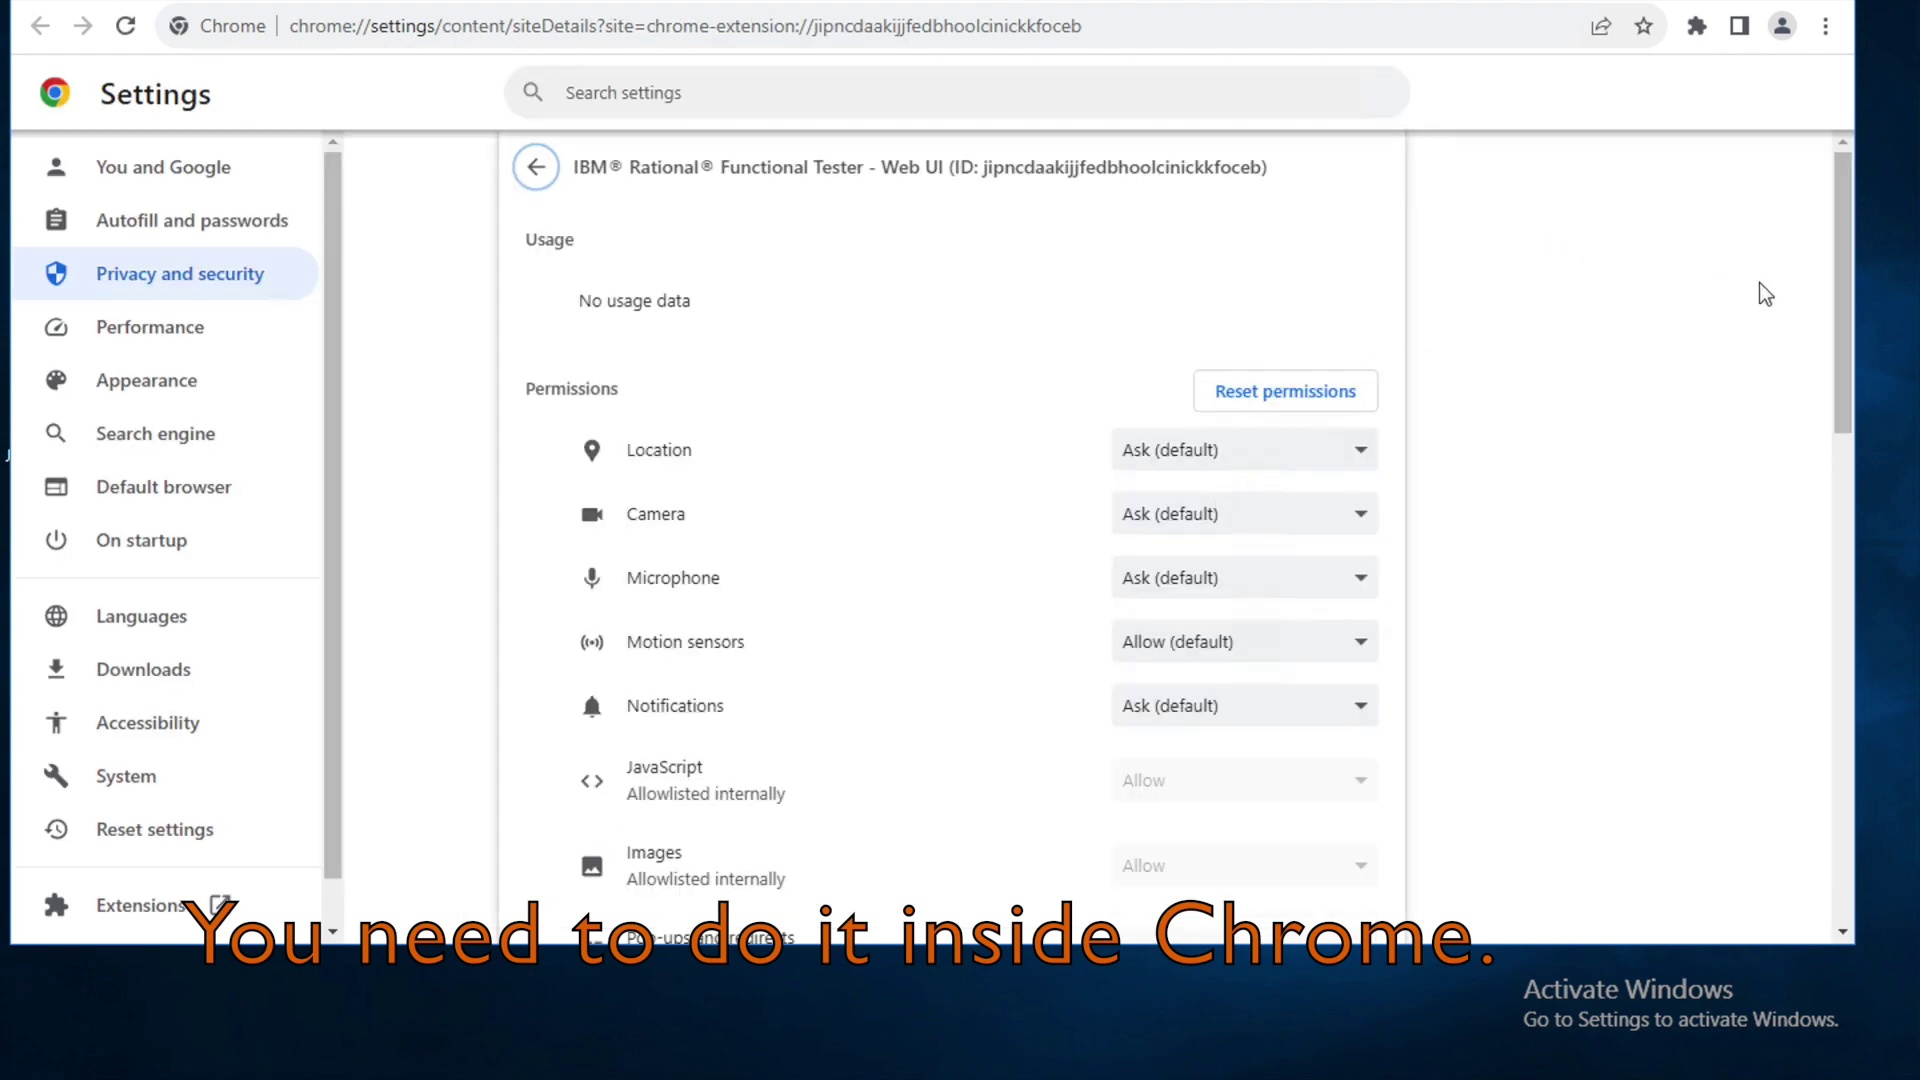 Chrome
chrome://settings/content/siteDetails?site=chrome-extension://jipncdaakijjfedbhoolcinickkfoceb
Settings
Search settings
You and Google
Autofill and passwords
Privacy and security
Performance
Appearance
Search engine
Default browser
On startup
Languages
Downloads
Accessibility
System
Reset settings
Extensions
IBM® Rational® Functional Tester - Web UI (ID: jipncdaakijjfedbhoolcinickkfoceb)
Usage
No usage data
Permissions
Reset permissions
Location
Ask (default)
Camera
Ask (default)
Microphone
Ask (default)
Motion sensors
Allow (default)
Notifications
Ask (default)
JavaScript
Allowlisted internally
Allow
Images
Allowlisted internally
Allow
Pop-ups and redirects
You need to do it inside Chrome.
Activate Windows
Go to Settings to activate Windows.